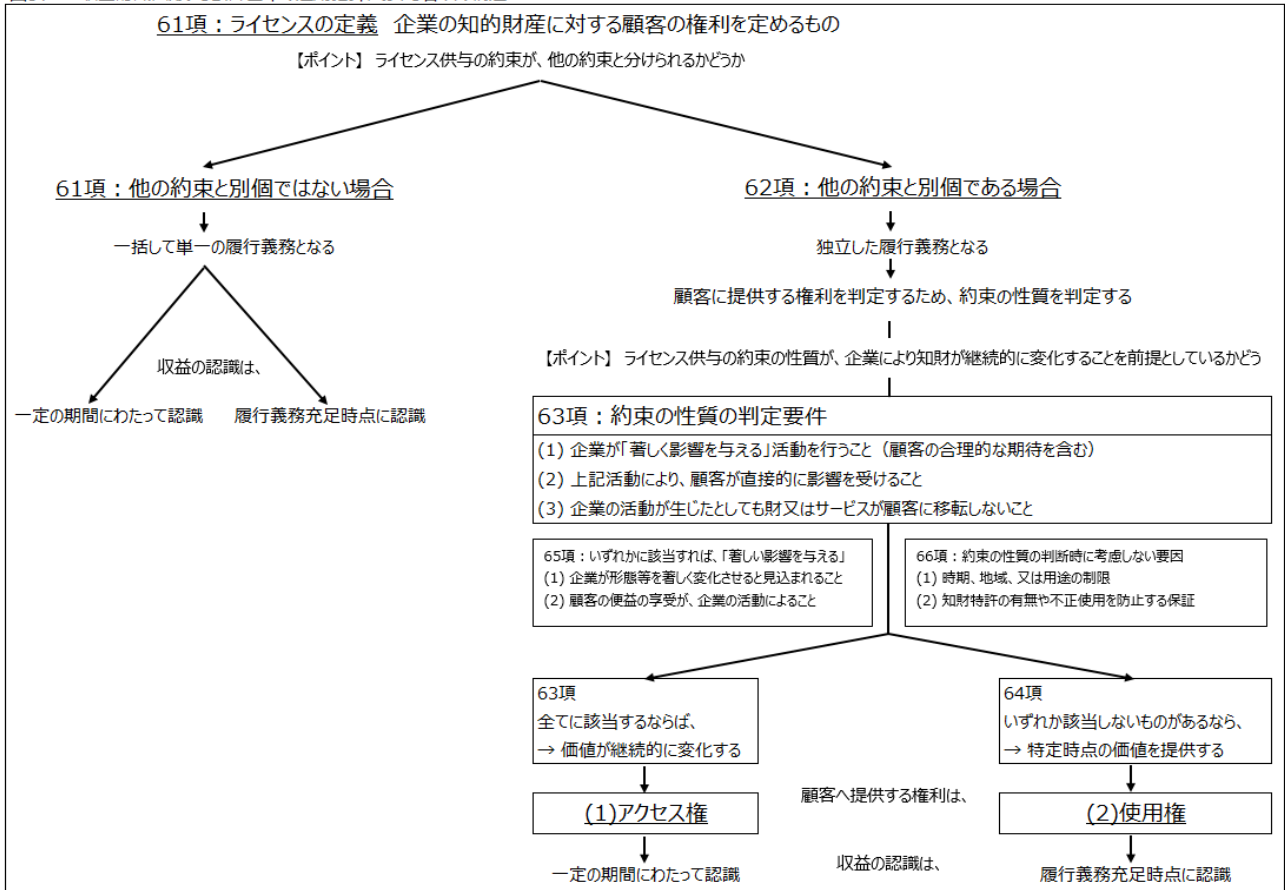 61項：ライセンスの定義 企業の知的財産に対する顧客の権利を定めるもの
【ポイント】 ライセンス供与の約束が、他の約束と分けられるかどうか
61項：他の約束と別個ではない場合
一括して単一の履行義務となる
収益の認識は、
一定の期間にわたって認識 履行義務充足時点に認識
62項：他の約束と別個である場合
独立した履行義務となる
顧客に提供する権利を判定するため、約束の性質を判定する
【ポイント】 ライセンス供与の約束の性質が、企業により知財が継続的に変化することを前提としているかどう
63項：約束の性質の判定要件
(1) 企業が「著しく影響を与える」活動を行うこと（顧客の合理的な期待を含む）
(2) 上記活動により、顧客が直接的に影響を受けること
(3) 企業の活動が生じたとしても財又はサービスが顧客に移転しないこと
65項：いずれかに該当すれば、「著しい影響を与える」
(1) 企業が形態等を著しく変化させると見込まれること
(2) 顧客の便益の享受が、企業の活動によること
66項：約束の性質の判断時に考慮しない要因
(1) 時期、地域、又は用途の制限
(2) 知財特許の有無や不正使用を防止する保証
63項
全てに該当するならば、
→ 価値が継続的に変化する
64項
いずれか該当しないものがあるなら、
→ 特定時点の価値を提供する
顧客へ提供する権利は、
(1)アクセス権
(2)使用権
収益の認識は、
一定の期間にわたって認識
履行義務充足時点に認識